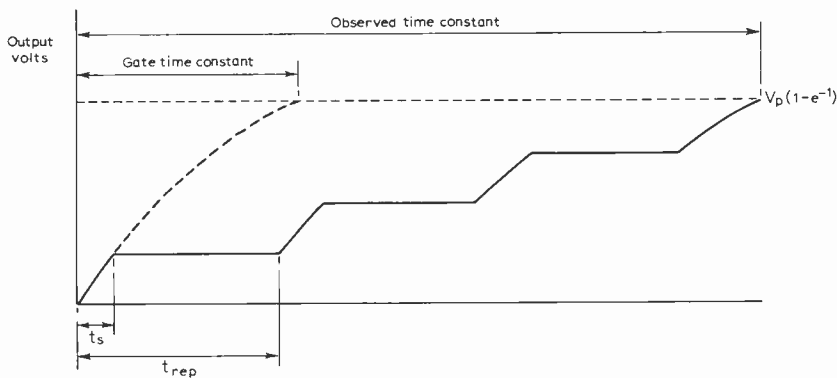 Observed time constant
Output
volts
Gate time constant
Vp(1-e-1)
ts
trep